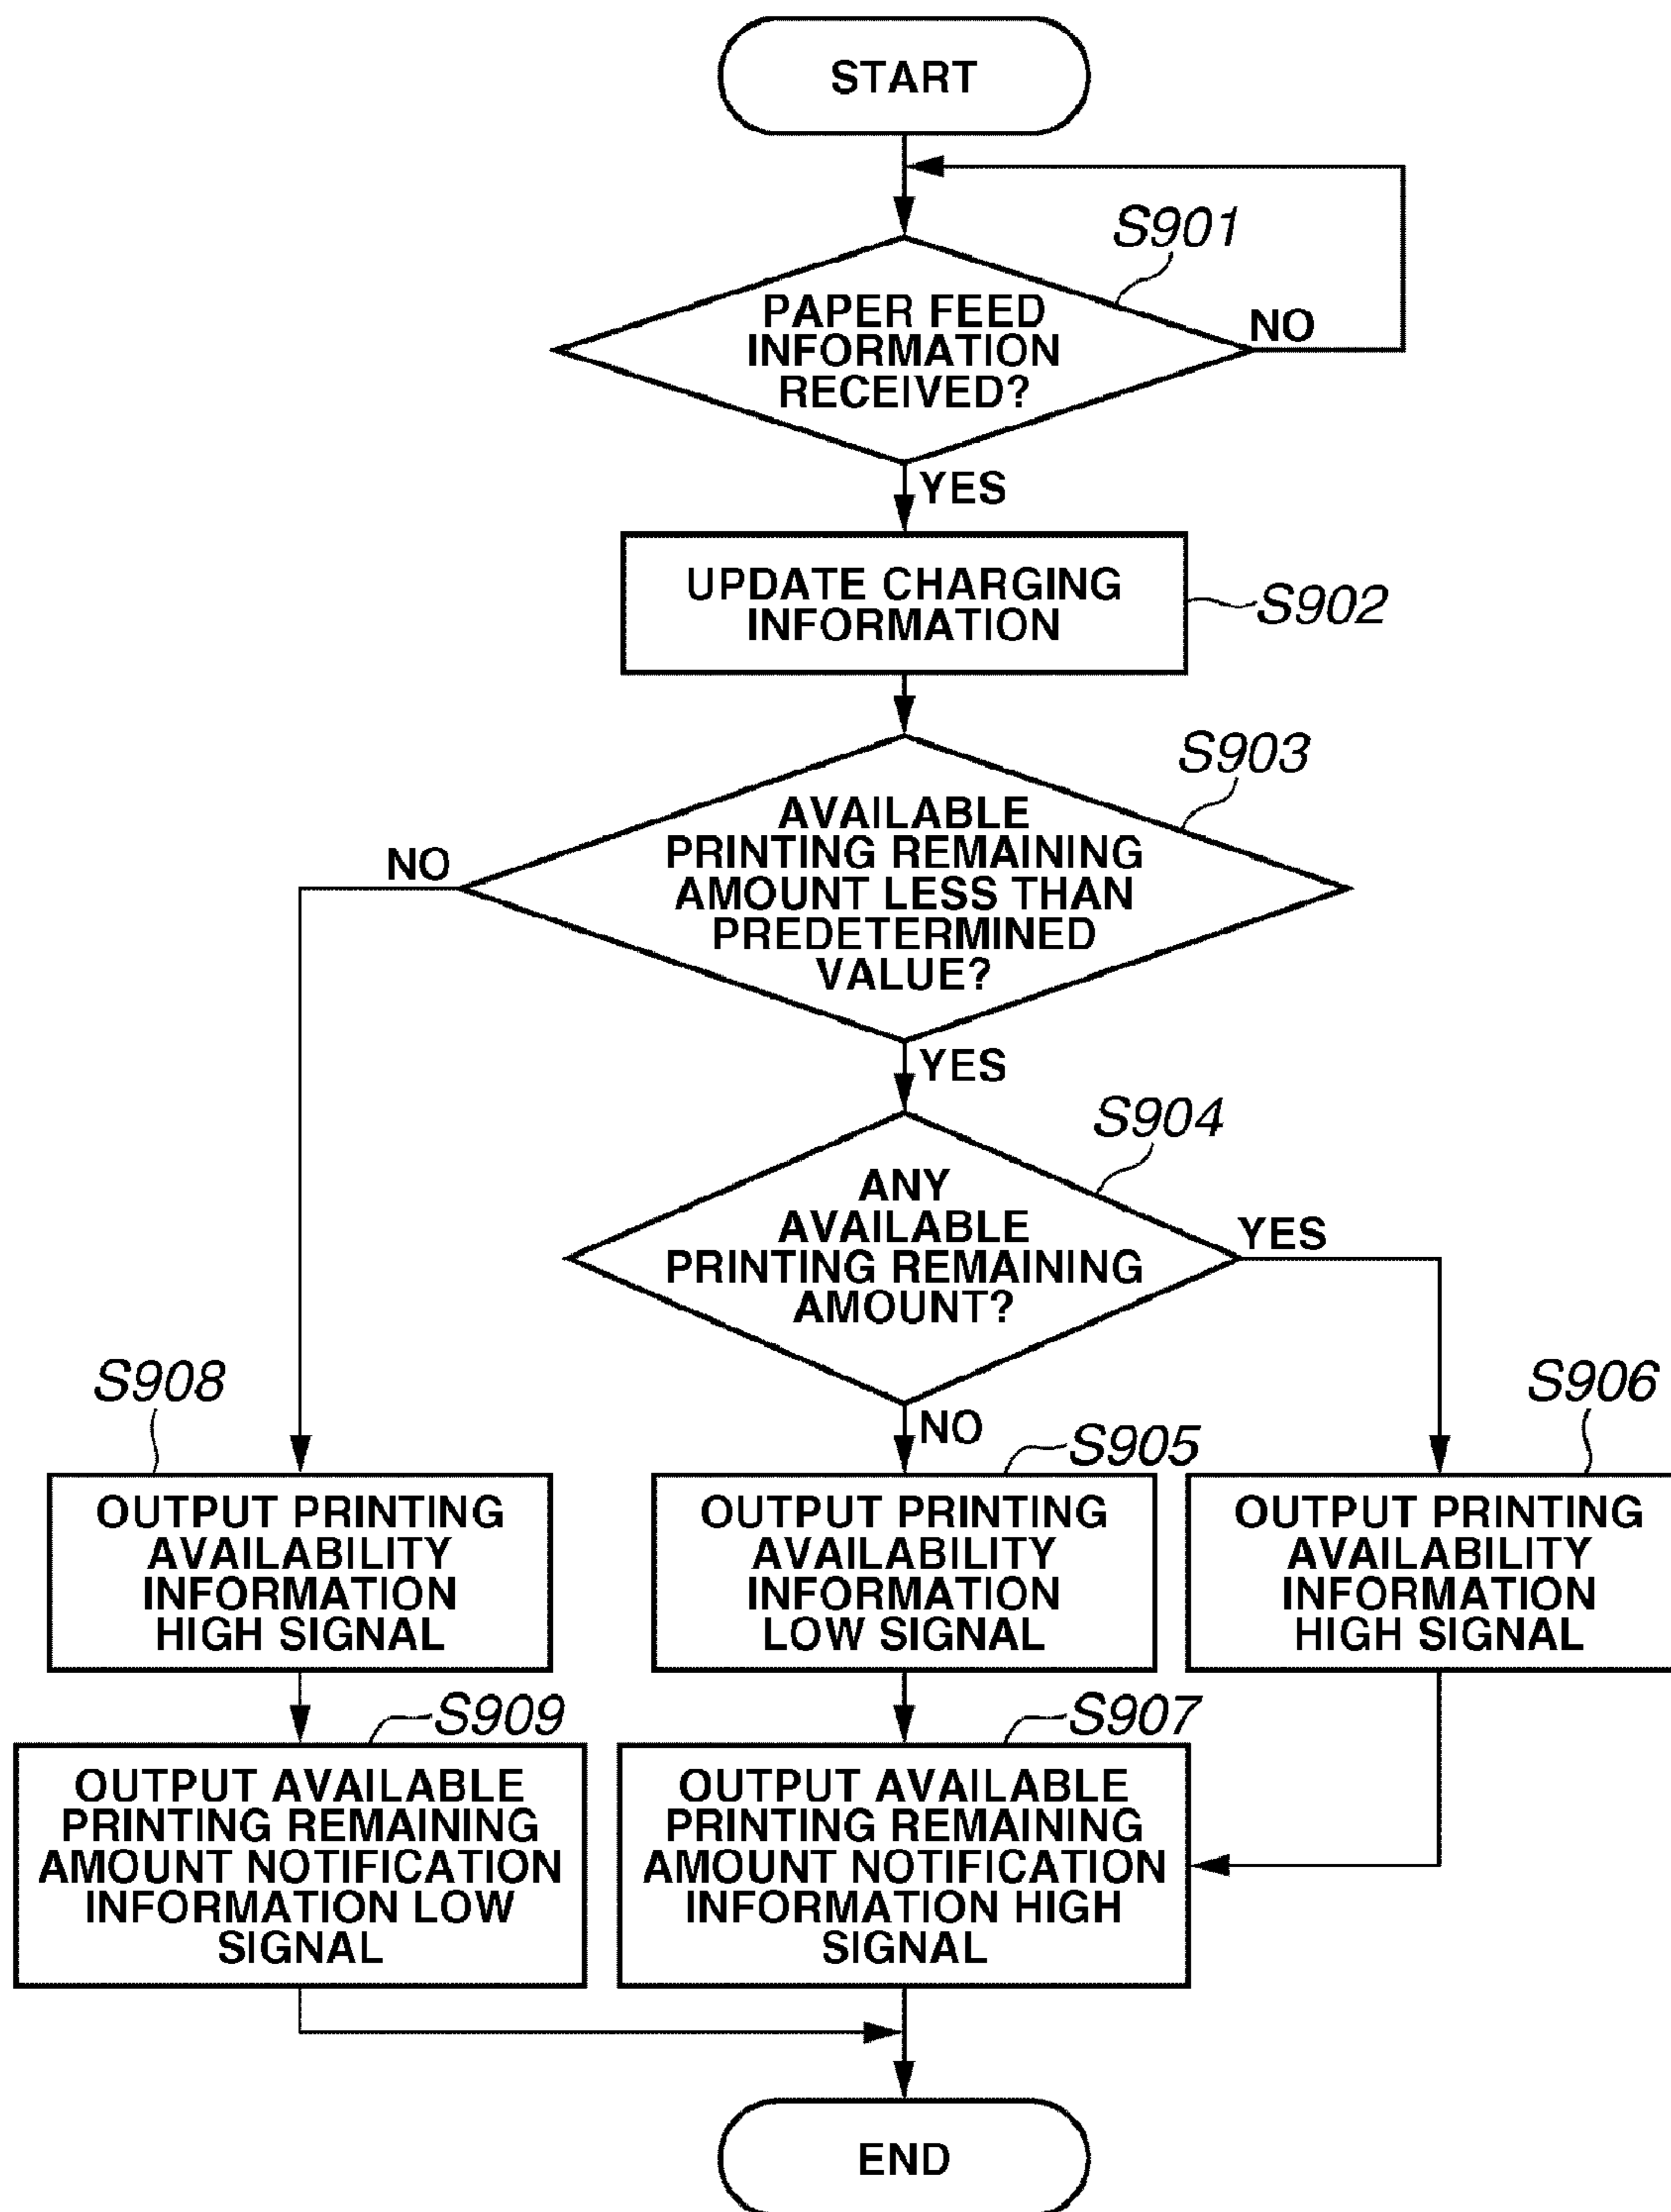 START
S901
PAPER FEED
INFORMATION
RECEIVED?
NO
YES
UPDATE CHARGING
INFORMATION
S902
S903
AVAILABLE
PRINTING REMAINING
AMOUNT LESS THAN
PREDETERMINED
VALUE?
NO
YES
S904
ANY
AVAILABLE
PRINTING REMAINING
AMOUNT?
YES
NO
S908
OUTPUT PRINTING
AVAILABILITY
INFORMATION
HIGH SIGNAL
S905
OUTPUT PRINTING
AVAILABILITY
INFORMATION
LOW SIGNAL
S906
OUTPUT PRINTING
AVAILABILITY
INFORMATION
HIGH SIGNAL
S909
OUTPUT AVAILABLE
PRINTING REMAINING
AMOUNT NOTIFICATION
INFORMATION LOW
SIGNAL
S907
OUTPUT AVAILABLE
PRINTING REMAINING
AMOUNT NOTIFICATION
INFORMATION HIGH
SIGNAL
END